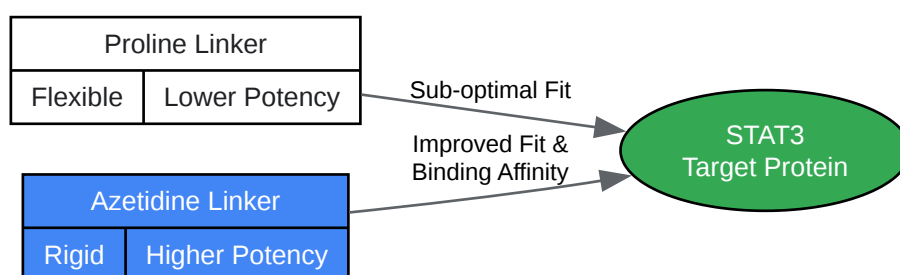 Proline Linker
Flexible
Lower Potency
Sub-optimal Fit
Improved Fit &
Binding Affinity
STAT3
Target Protein
Azetidine Linker
Rigid
Higher Potency